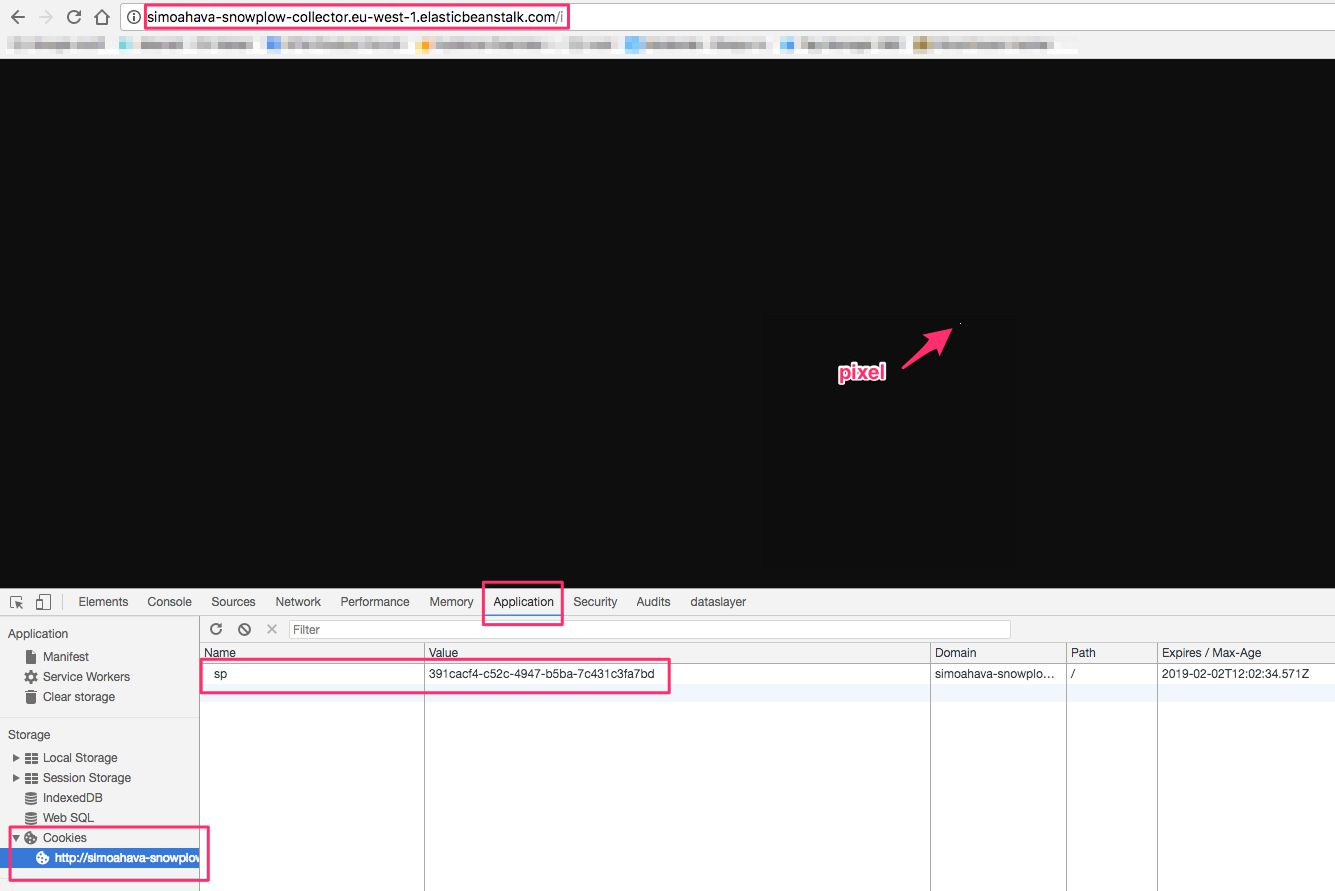 simoahava-snowplow-collector.eu-west-1.elasticbeanstalk.com/i
pixel
Elements Console Sources Network Performance Memory Application Security Audits dataslayer
Application
Filter
Manifest
Service Workers
Clear storage
Name Value Domain Path Expires / Max-Age
sp 391cacf4-c52c-4947-b5ba-7c431c3fa7bd simoahava-snowplo... / 2019-02-02T12:02:34.571Z
Storage
Local Storage
Session Storage
IndexedDB
Web SQL
Cookies
http://simoahava-snowplov